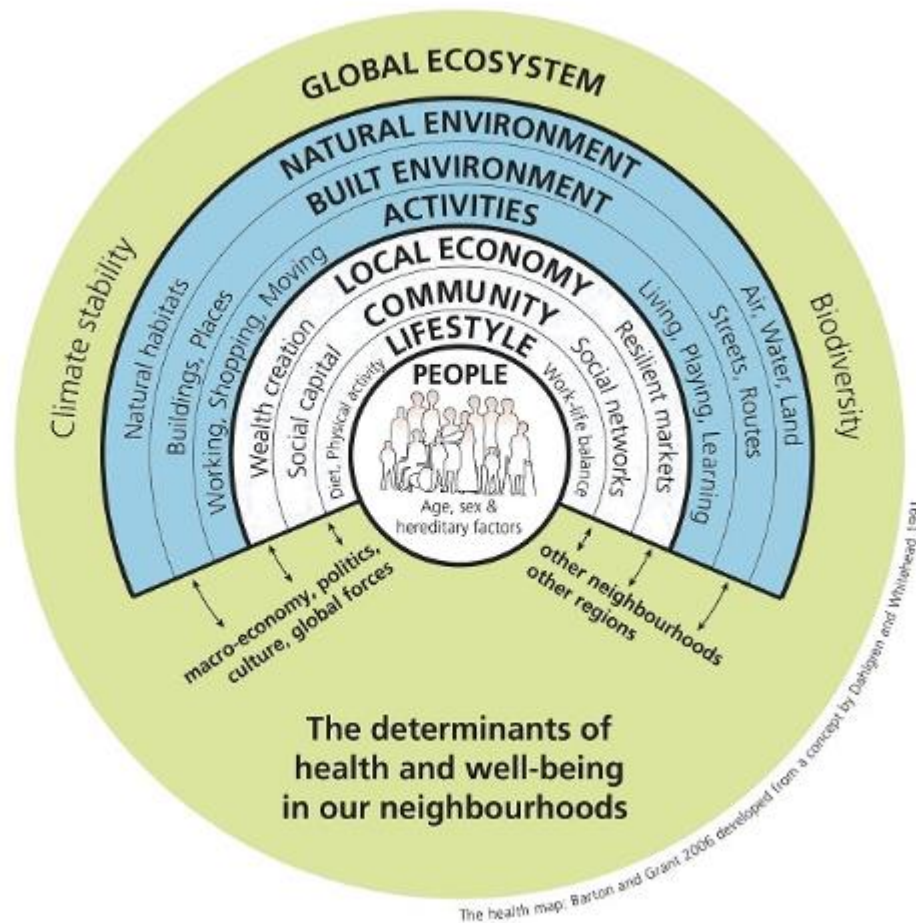 GLOBAL ECOSYSTEM
NATURAL ENVIRONMENT
BUILT ENVIRONMENT
ACTIVITIES
LOCAL ECONOMY
COMMUNITY
LIFESTYLE
PEOPLE
Age, sex &
hereditary factors
Climate stability
Natural habitats
Buildings, Places
Working, Shopping, Moving
Wealth creation
Social capital
Diet, Physical activity
Work-life balance
Social networks
Resilient markets
Living, Playing, Learning
Streets, Routes
Air, Water, Land
Biodiversity
macro-economy, politics,
culture, global forces
other neighbourhoods
other regions
The determinants of
health and well-being
in our neighbourhoods
The health map: Barton and Grant 2006 developed from a concept by Dahlgren and Whitehead